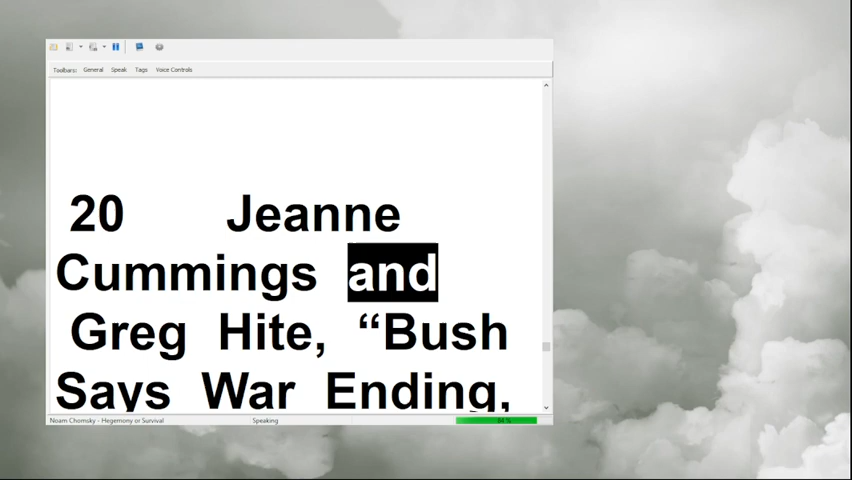 Toolbars: General Speak Tags Voice Controls
20 Jeanne
Cummings and
Greg Hite, “Bush
Says War Ending,
Noam Chomsky - Hegemony or Survival Speaking